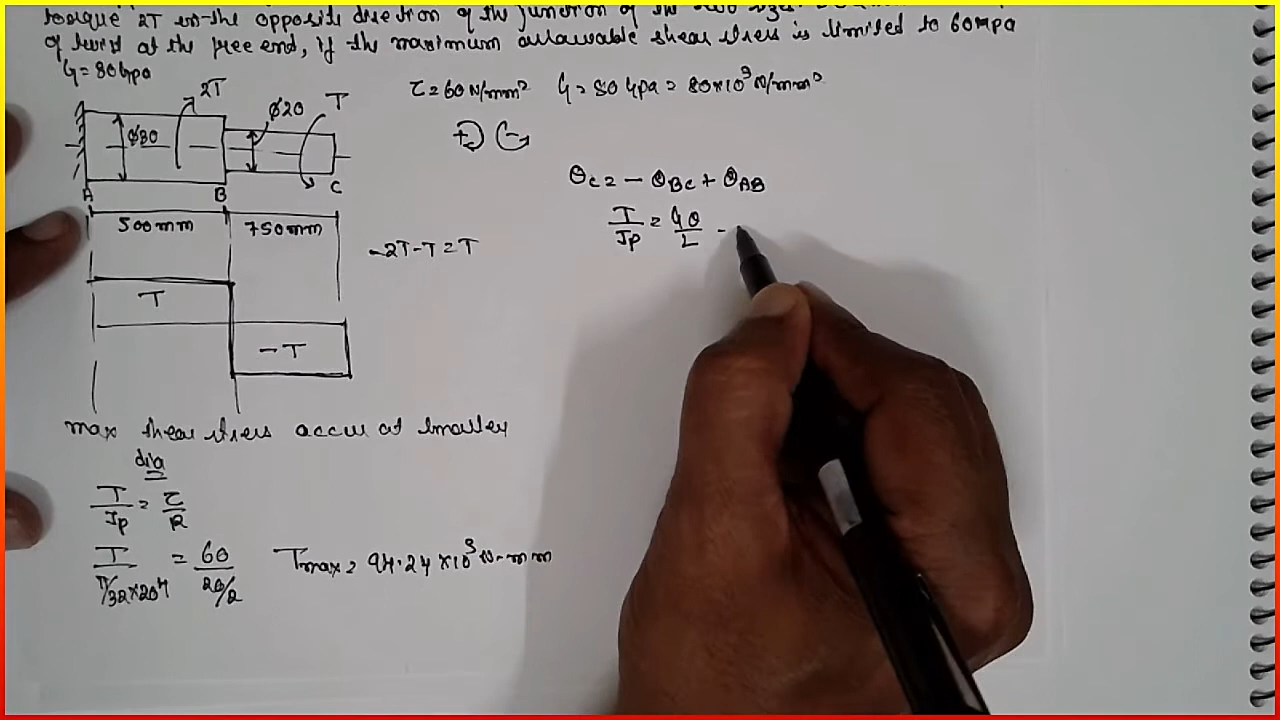 torque 2T in the opposite direction of the junction of the two
of twist at the free end, if the maximum allowable shear stress is limited to 60mpa
G = 80Gpa
2T
ϕ20
T
τ = 60 N/mm² G = 80 Gpa = 80×10³ N/mm²
ϕ30
+ -
A B C
θc = - θBC + θAB
500mm 750mm
T/Jp = Gθ/L -
-2T-T = T
T
-T
max shear stress accur at smaller
dia
T/Jp = τ/R
T/(π/32×20⁴) = 60/(20/2) Tmax = 94.24 ×10³ N-mm